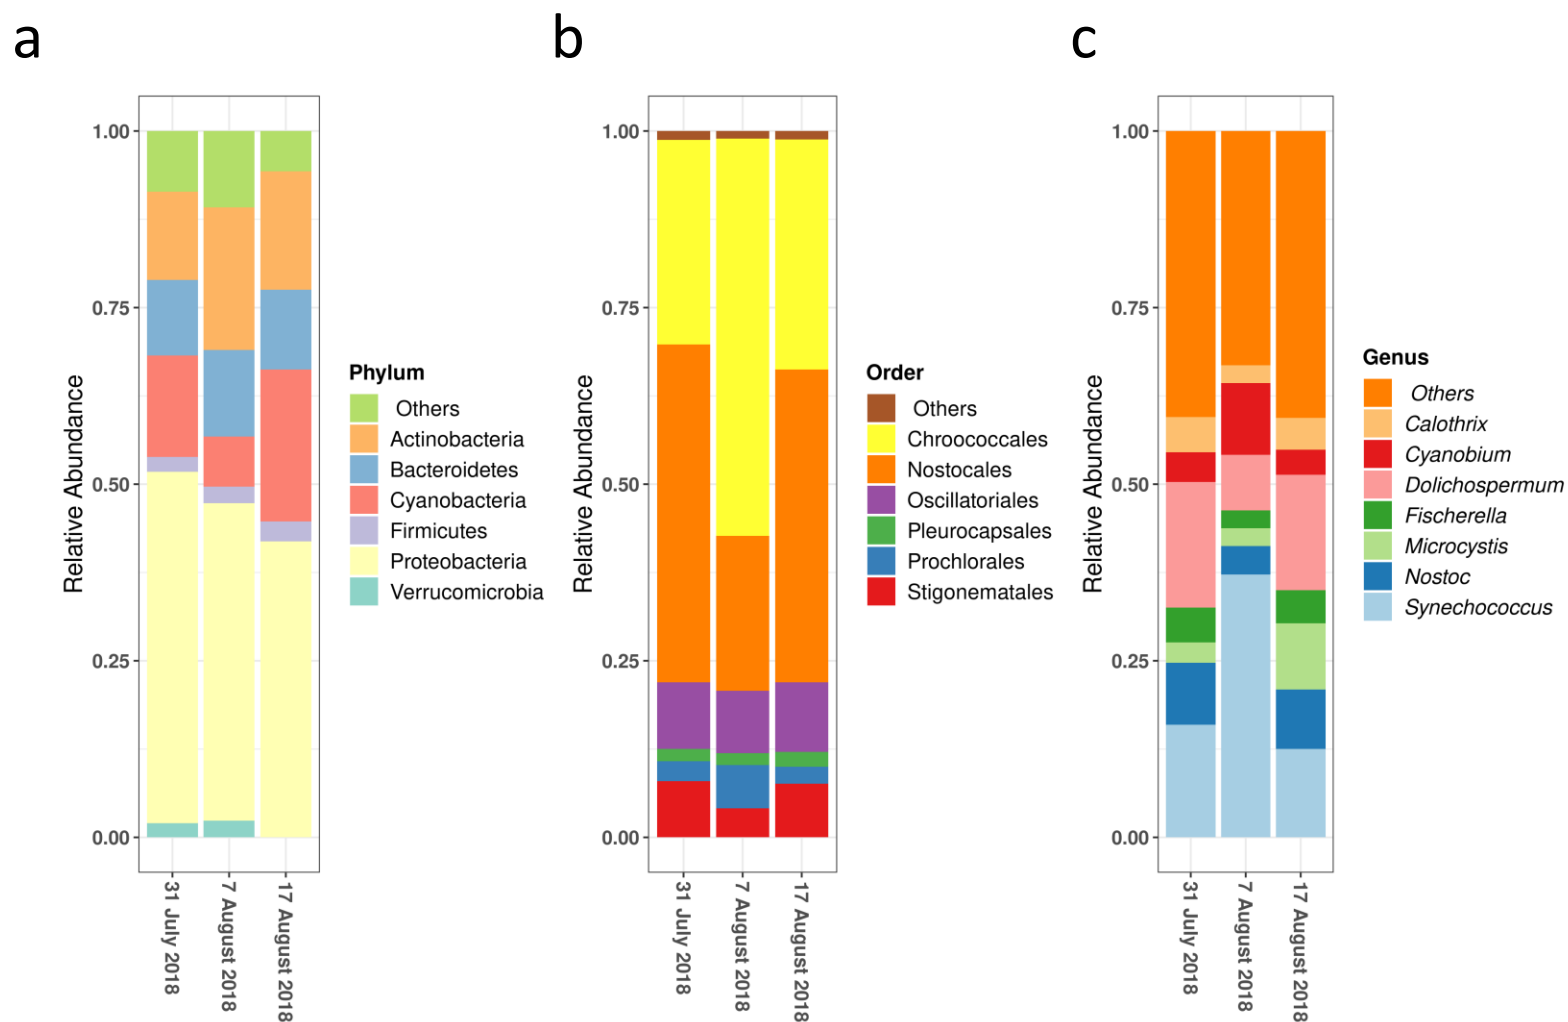 a
b
c
1.00
0.75
0.50
0.25
0.00
Relative Abundance
31 July 2018
7 August 2018
17 August 2018
Phylum
Others
Actinobacteria
Bacteroidetes
Cyanobacteria
Firmicutes
Proteobacteria
Verrucomicrobia
1.00
0.75
0.50
0.25
0.00
Relative Abundance
31 July 2018
7 August 2018
17 August 2018
Order
Others
Chroococcales
Nostocales
Oscillatoriales
Pleurocapsales
Prochlorales
Stigonematales
1.00
0.75
0.50
0.25
0.00
Relative Abundance
31 July 2018
7 August 2018
17 August 2018
Genus
Others
Calothrix
Cyanobium
Dolichospermum
Fischerella
Microcystis
Nostoc
Synechococcus